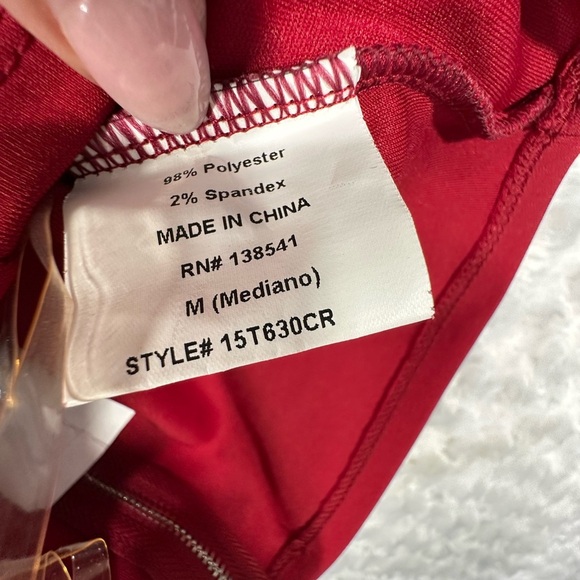 98% Polyester
2% Spandex
MADE IN CHINA
RN# 138541
M (Mediano)
STYLE# 15T630CR